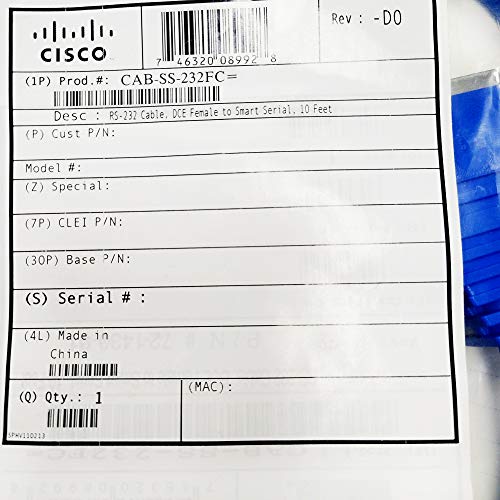 CISCO
7 46320 08992 8
Rev : -D0
(1P) Prod.#: CAB-SS-232FC=
Desc : RS-232 Cable, DCE Female to Smart Serial, 10 Feet
(P) Cust P/N:
Model #:
(Z) Special:
(7P) CLEI P/N:
(30P) Base P/N:
(S) Serial # :
(4L) Made in
China
(Q) Qty.: 1
(MAC):
SPHV110213